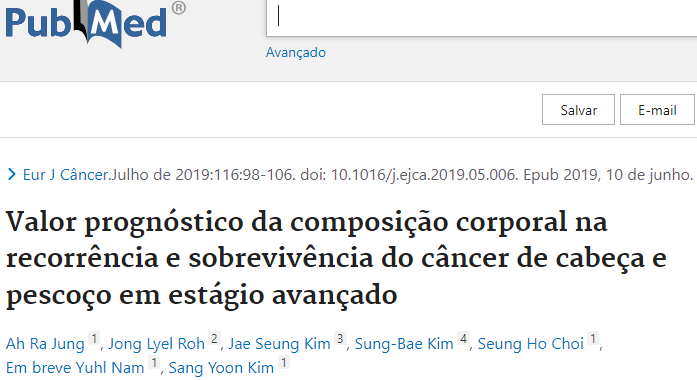 PubMed®
Avançado
Salvar
E-mail
Eur J Câncer.Julho de 2019:116:98-106. doi: 10.1016/j.ejca.2019.05.006. Epub 2019, 10 de junho.
Valor prognóstico da composição corporal na
recorrência e sobrevivência do câncer de cabeça e
pescoço em estágio avançado
Ah Ra Jung 1, Jong Lyel Roh 2, Jae Seung Kim 3, Sung-Bae Kim 4, Seung Ho Choi 1,
Em breve Yuhl Nam 1, Sang Yoon Kim 1